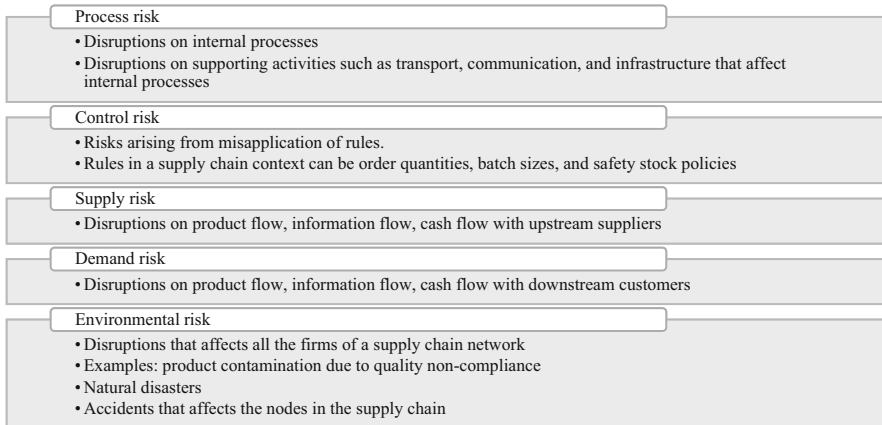 Process risk
• Disruptions on internal processes
• Disruptions on supporting activities such as transport, communication, and infrastructure that affect
internal processes
Control risk
• Risks arising from misapplication of rules.
• Rules in a supply chain context can be order quantities, batch sizes, and safety stock policies
Supply risk
• Disruptions on product flow, information flow, cash flow with upstream suppliers
Demand risk
• Disruptions on product flow, information flow, cash flow with downstream customers
Environmental risk
• Disruptions that affects all the firms of a supply chain network
• Examples: product contamination due to quality non-compliance
• Natural disasters
• Accidents that affects the nodes in the supply chain